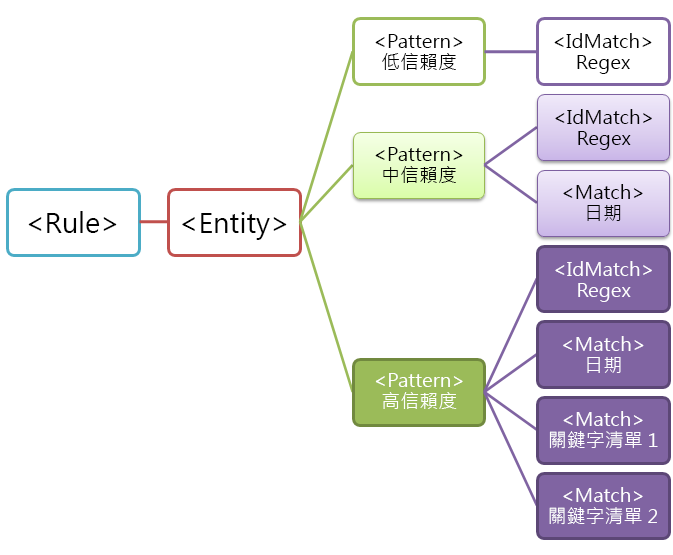 <Rule>
<Entity>
<Pattern>
低信賴度
<IdMatch>
Regex
<Pattern>
中信賴度
<IdMatch>
Regex
<Match>
日期
<Pattern>
高信賴度
<IdMatch>
Regex
<Match>
日期
<Match>
關鍵字清單 1
<Match>
關鍵字清單 2